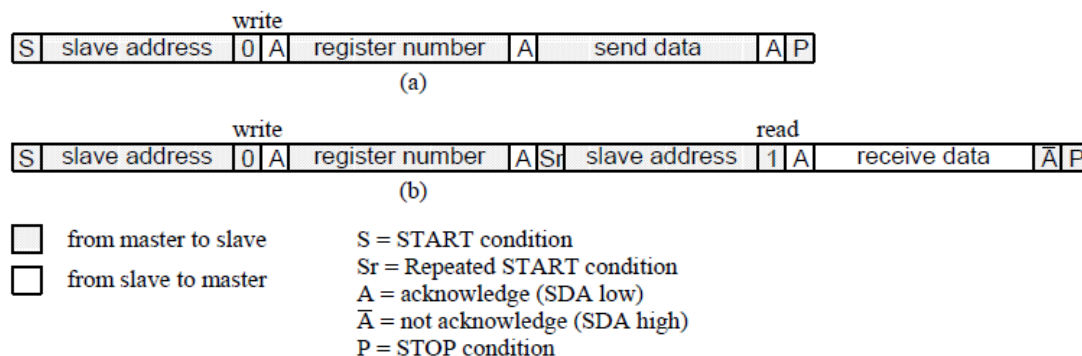 write
S slave address 0 A register number A send data A P
(a)
write read
S slave address 0 A register number A Sr slave address 1 A receive data A̅ P
(b)
from master to slave
from slave to master
S = START condition
Sr = Repeated START condition
A = acknowledge (SDA low)
A̅ = not acknowledge (SDA high)
P = STOP condition